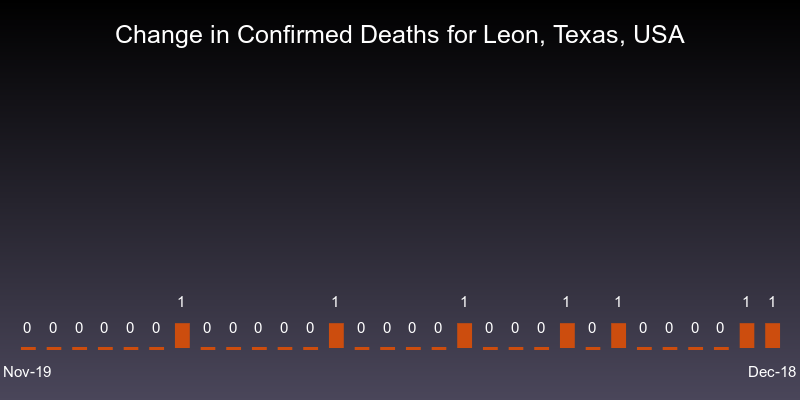 Change in Confirmed Deaths for Leon, Texas, USA
1 1 1 1 1 1 1
0 0 0 0 0 0 0 0 0 0 0 0 0 0 0 0 0 0 0 0 0 0 0
Nov-19 Dec-18